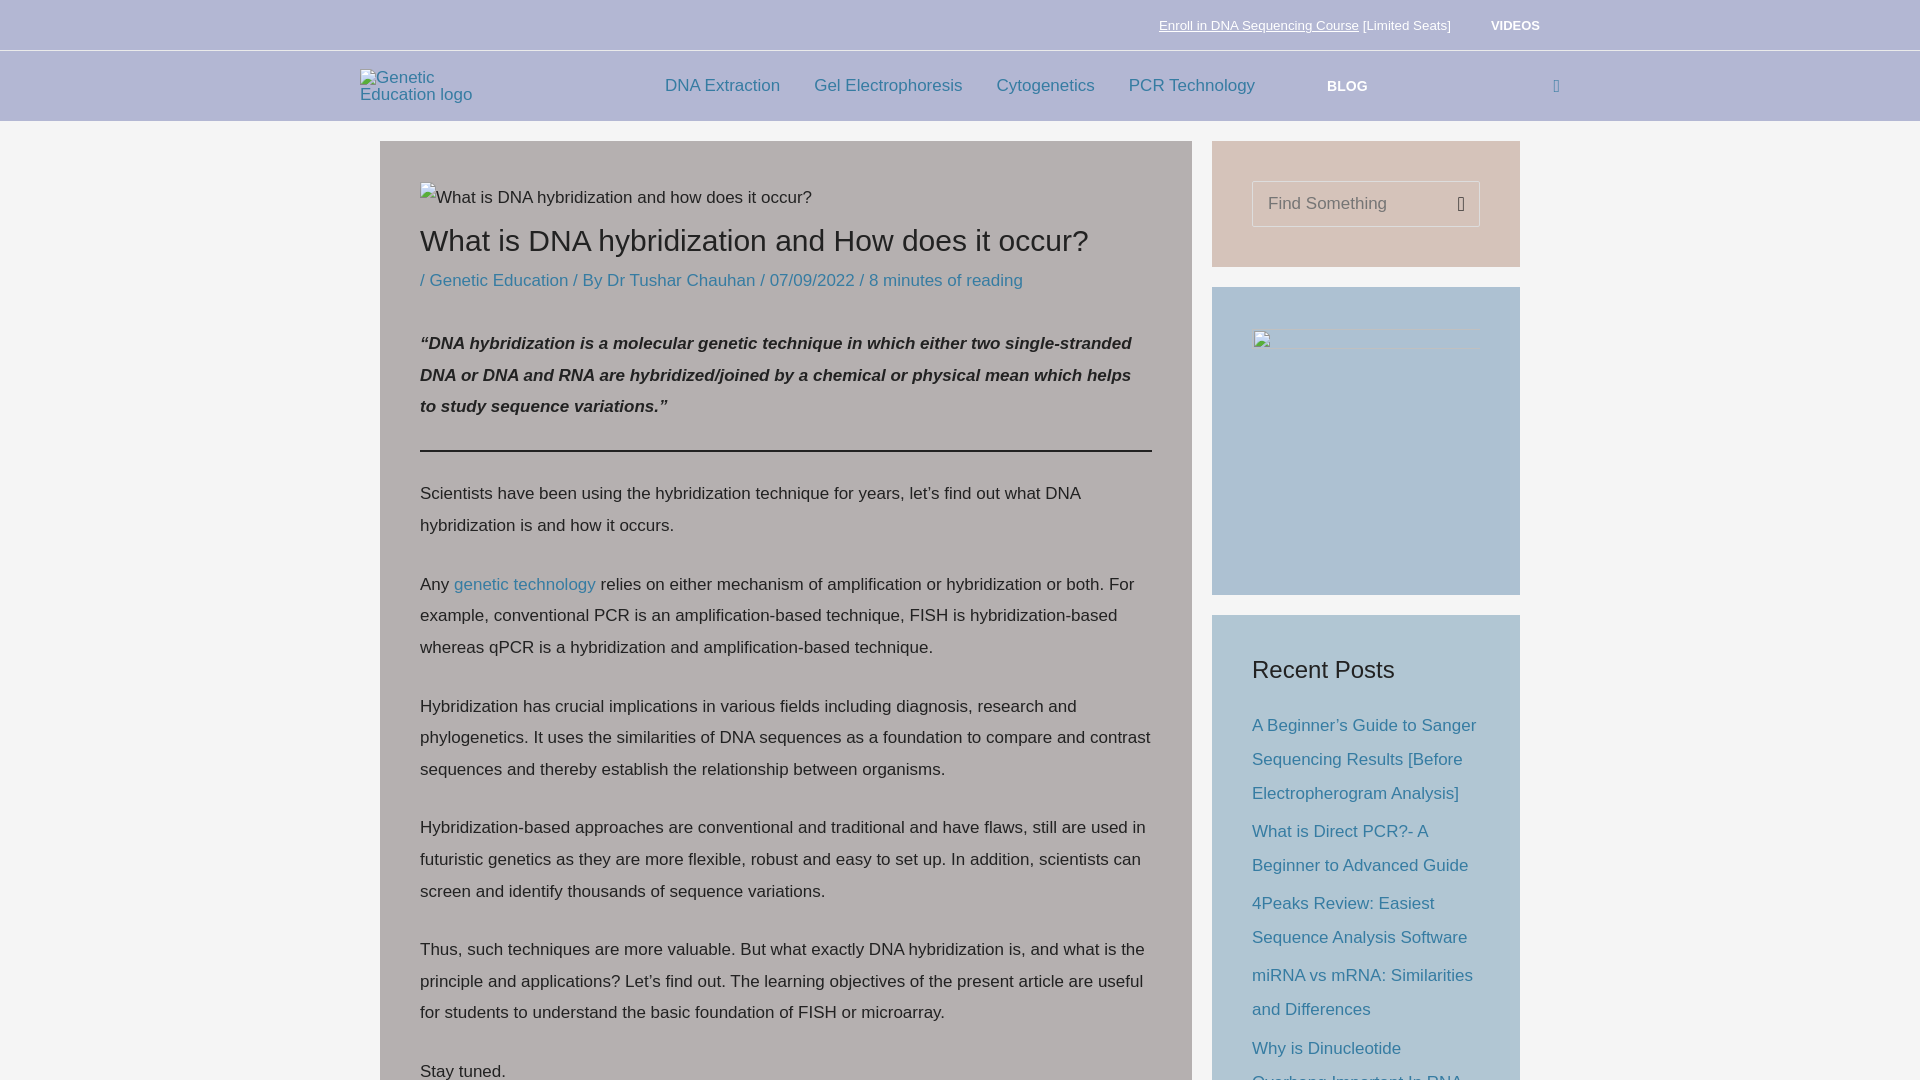 Enroll in DNA Sequencing Course [Limited Seats]
VIDEOS
Genetic
Education logo
DNA Extraction
Gel Electrophoresis
Cytogenetics
PCR Technology
BLOG
What is DNA hybridization and how does it occur?
What is DNA hybridization and How does it occur?
/ Genetic Education / By Dr Tushar Chauhan / 07/09/2022 / 8 minutes of reading
“DNA hybridization is a molecular genetic technique in which either two single-stranded
DNA or DNA and RNA are hybridized/joined by a chemical or physical mean which helps
to study sequence variations.”
Scientists have been using the hybridization technique for years, let’s find out what DNA
hybridization is and how it occurs.
Any genetic technology relies on either mechanism of amplification or hybridization or both. For
example, conventional PCR is an amplification-based technique, FISH is hybridization-based
whereas qPCR is a hybridization and amplification-based technique.
Hybridization has crucial implications in various fields including diagnosis, research and
phylogenetics. It uses the similarities of DNA sequences as a foundation to compare and contrast
sequences and thereby establish the relationship between organisms.
Hybridization-based approaches are conventional and traditional and have flaws, still are used in
futuristic genetics as they are more flexible, robust and easy to set up. In addition, scientists can
screen and identify thousands of sequence variations.
Thus, such techniques are more valuable. But what exactly DNA hybridization is, and what is the
principle and applications? Let’s find out. The learning objectives of the present article are useful
for students to understand the basic foundation of FISH or microarray.
Stay tuned.
Find Something
Recent Posts
A Beginner’s Guide to Sanger
Sequencing Results [Before
Electropherogram Analysis]
What is Direct PCR?- A
Beginner to Advanced Guide
4Peaks Review: Easiest
Sequence Analysis Software
miRNA vs mRNA: Similarities
and Differences
Why is Dinucleotide
Overhang Important In RNA